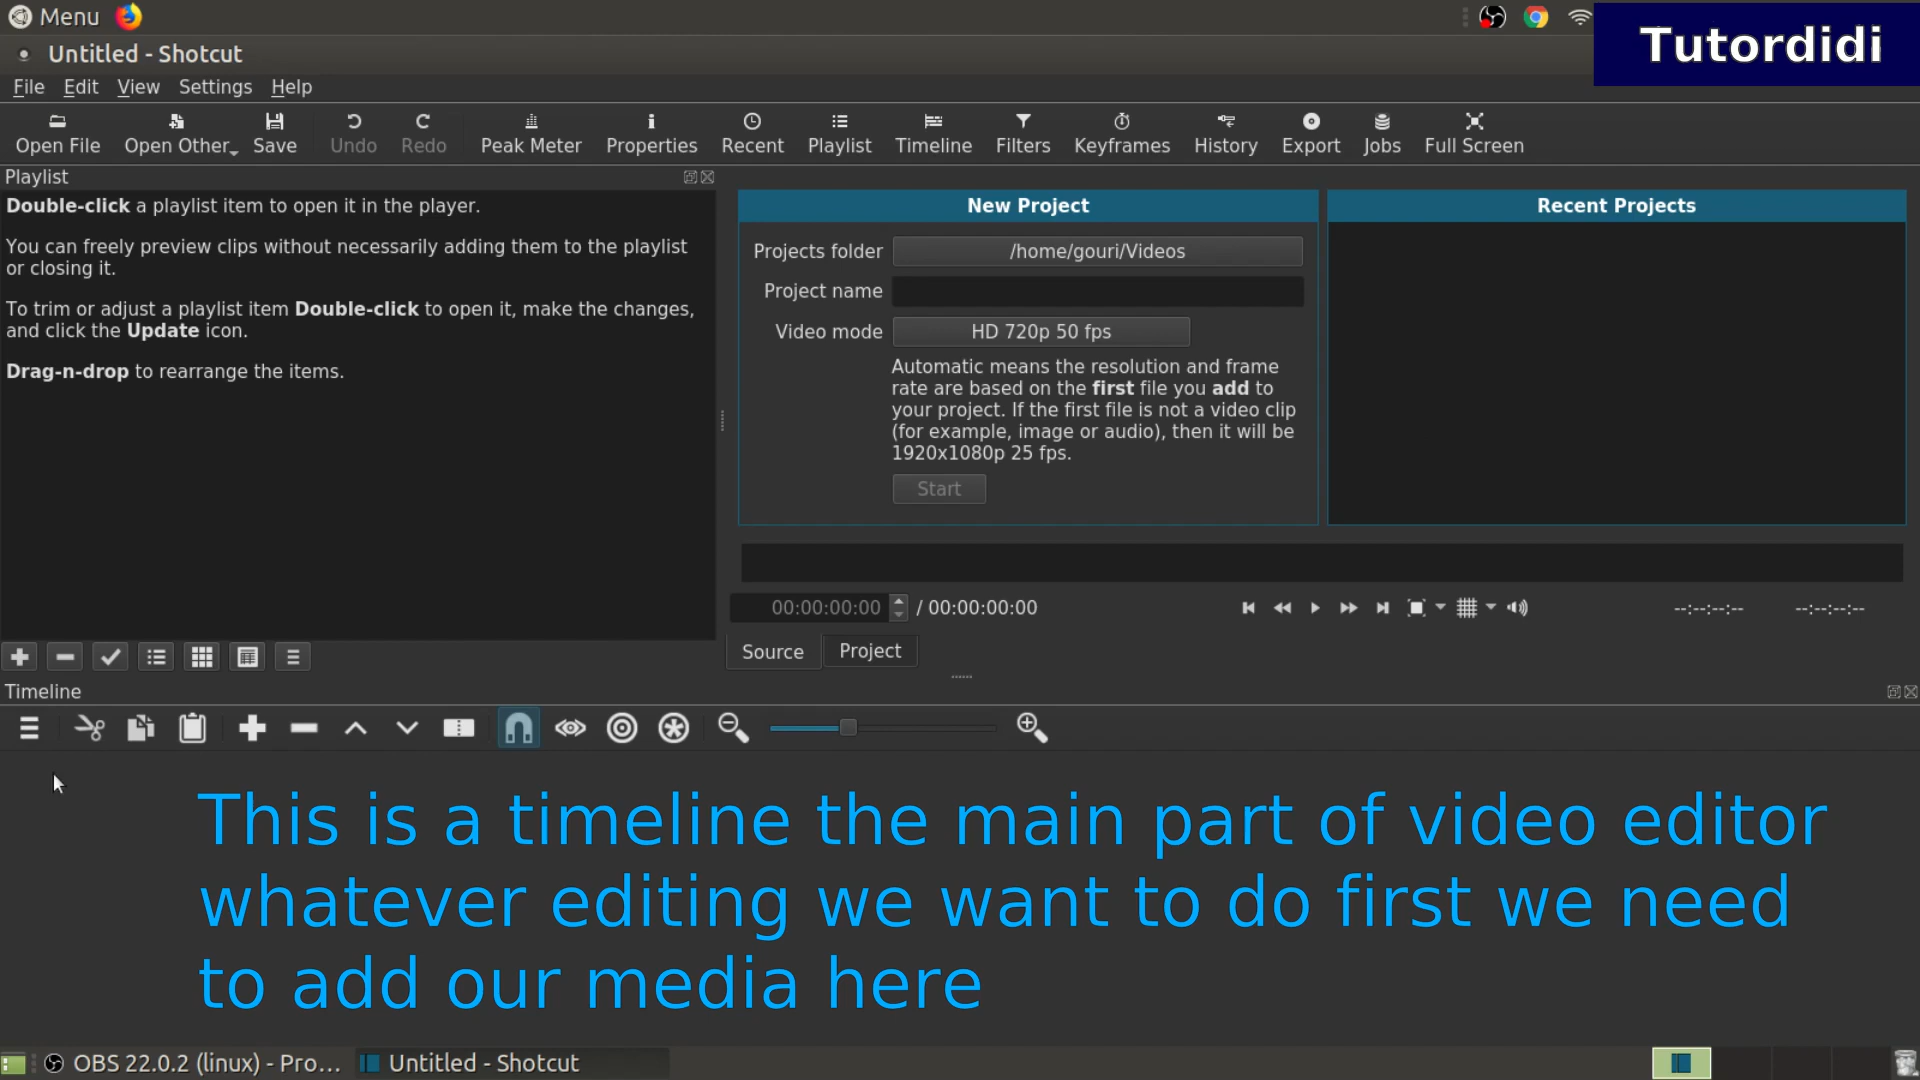 Menu
Tutordidi
Untitled - Shotcut
File Edit View Settings Help
Open File Open Other Save Undo Redo Peak Meter Properties Recent Playlist Timeline Filters Keyframes History Export Jobs Full Screen
Playlist
Double-click a playlist item to open it in the player.
You can freely preview clips without necessarily adding them to the playlist
or closing it.
To trim or adjust a playlist item Double-click to open it, make the changes,
and click the Update icon.
Drag-n-drop to rearrange the items.
New Project
Projects folder /home/gouri/Videos
Project name
Video mode HD 720p 50 fps
Automatic means the resolution and frame
rate are based on the first file you add to
your project. If the first file is not a video clip
(for example, image or audio), then it will be
1920x1080p 25 fps.
Start
Recent Projects
00:00:00:00 / 00:00:00:00 --:--:--:-- --:--:--:--
Source Project
Timeline
This is a timeline the main part of video editor
whatever editing we want to do first we need
to add our media here
OBS 22.0.2 (linux) - Pro... Untitled - Shotcut